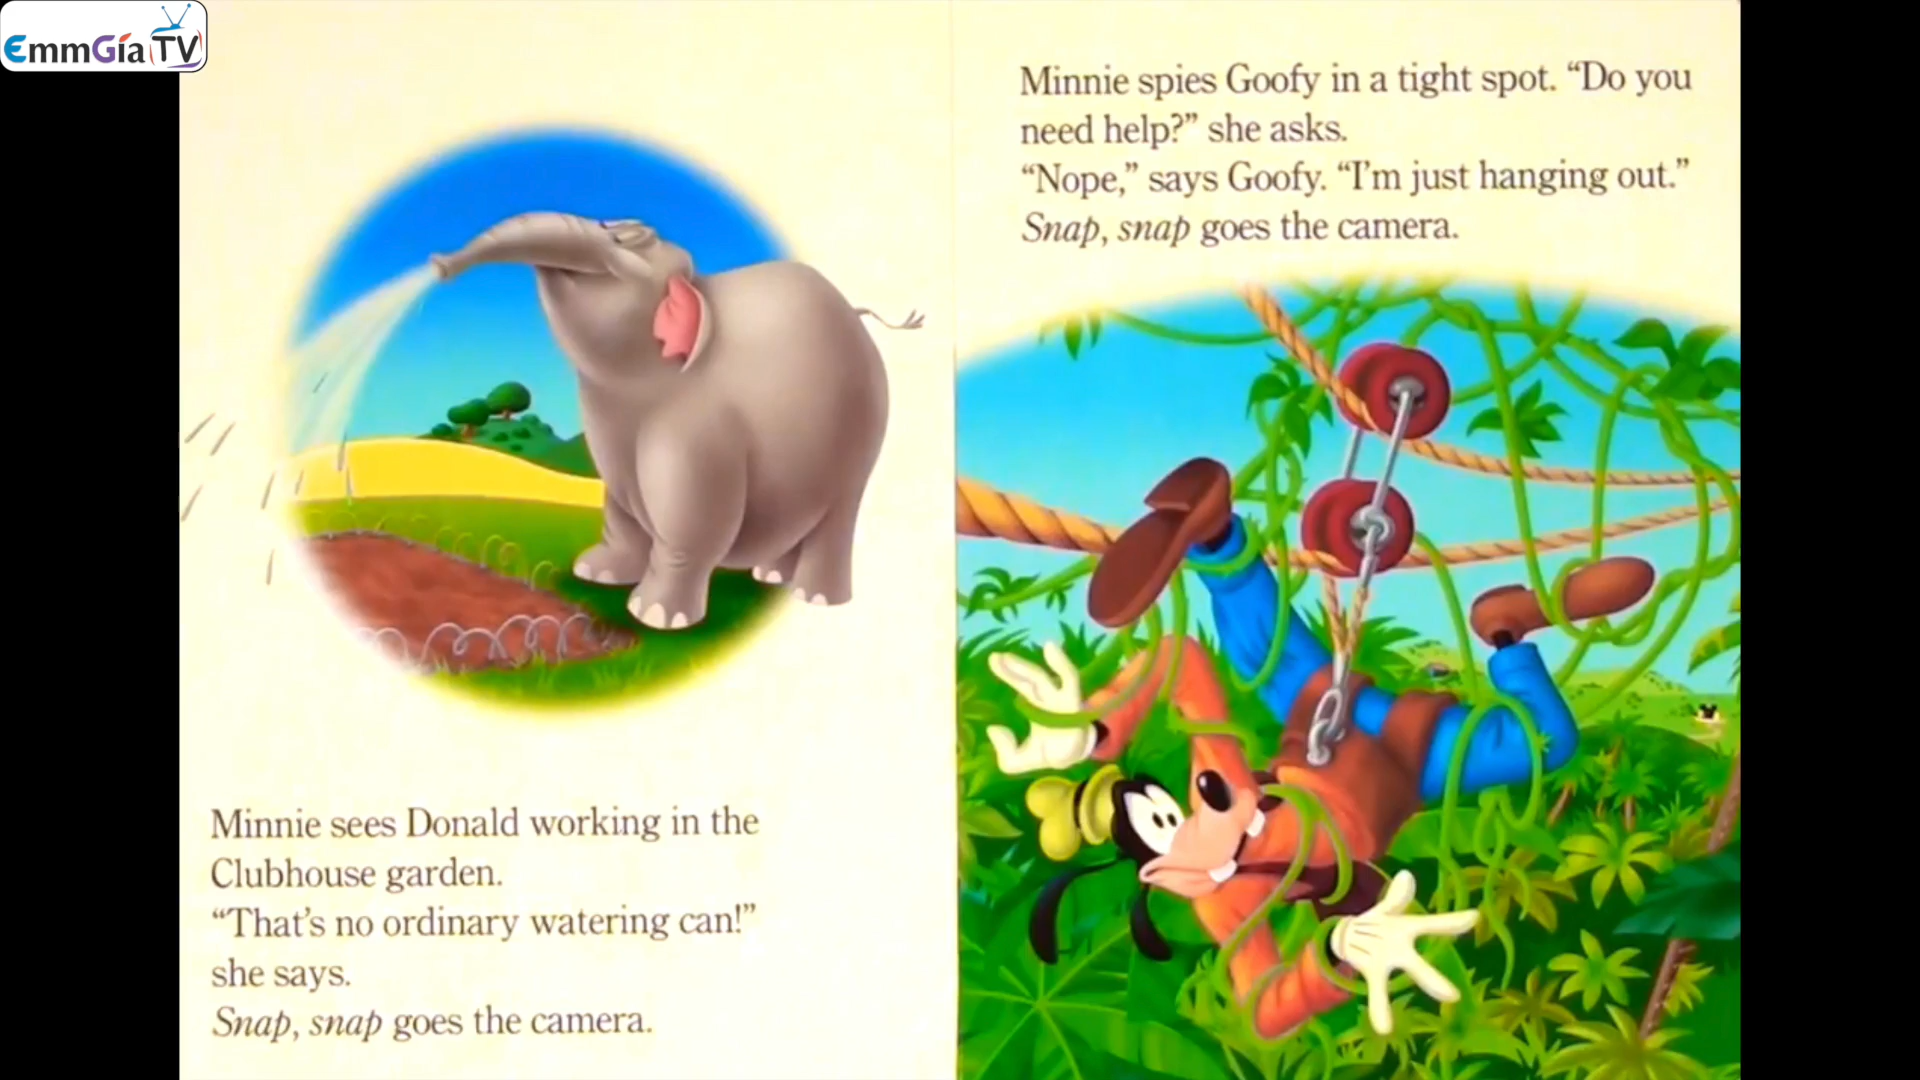 EmmGía TV
Minnie sees Donald working in the
Clubhouse garden.
“That’s no ordinary watering can!”
she says.
Snap, snap goes the camera.
Minnie spies Goofy in a tight spot. “Do you
need help?” she asks.
“Nope,” says Goofy. “I’m just hanging out.”
Snap, snap goes the camera.